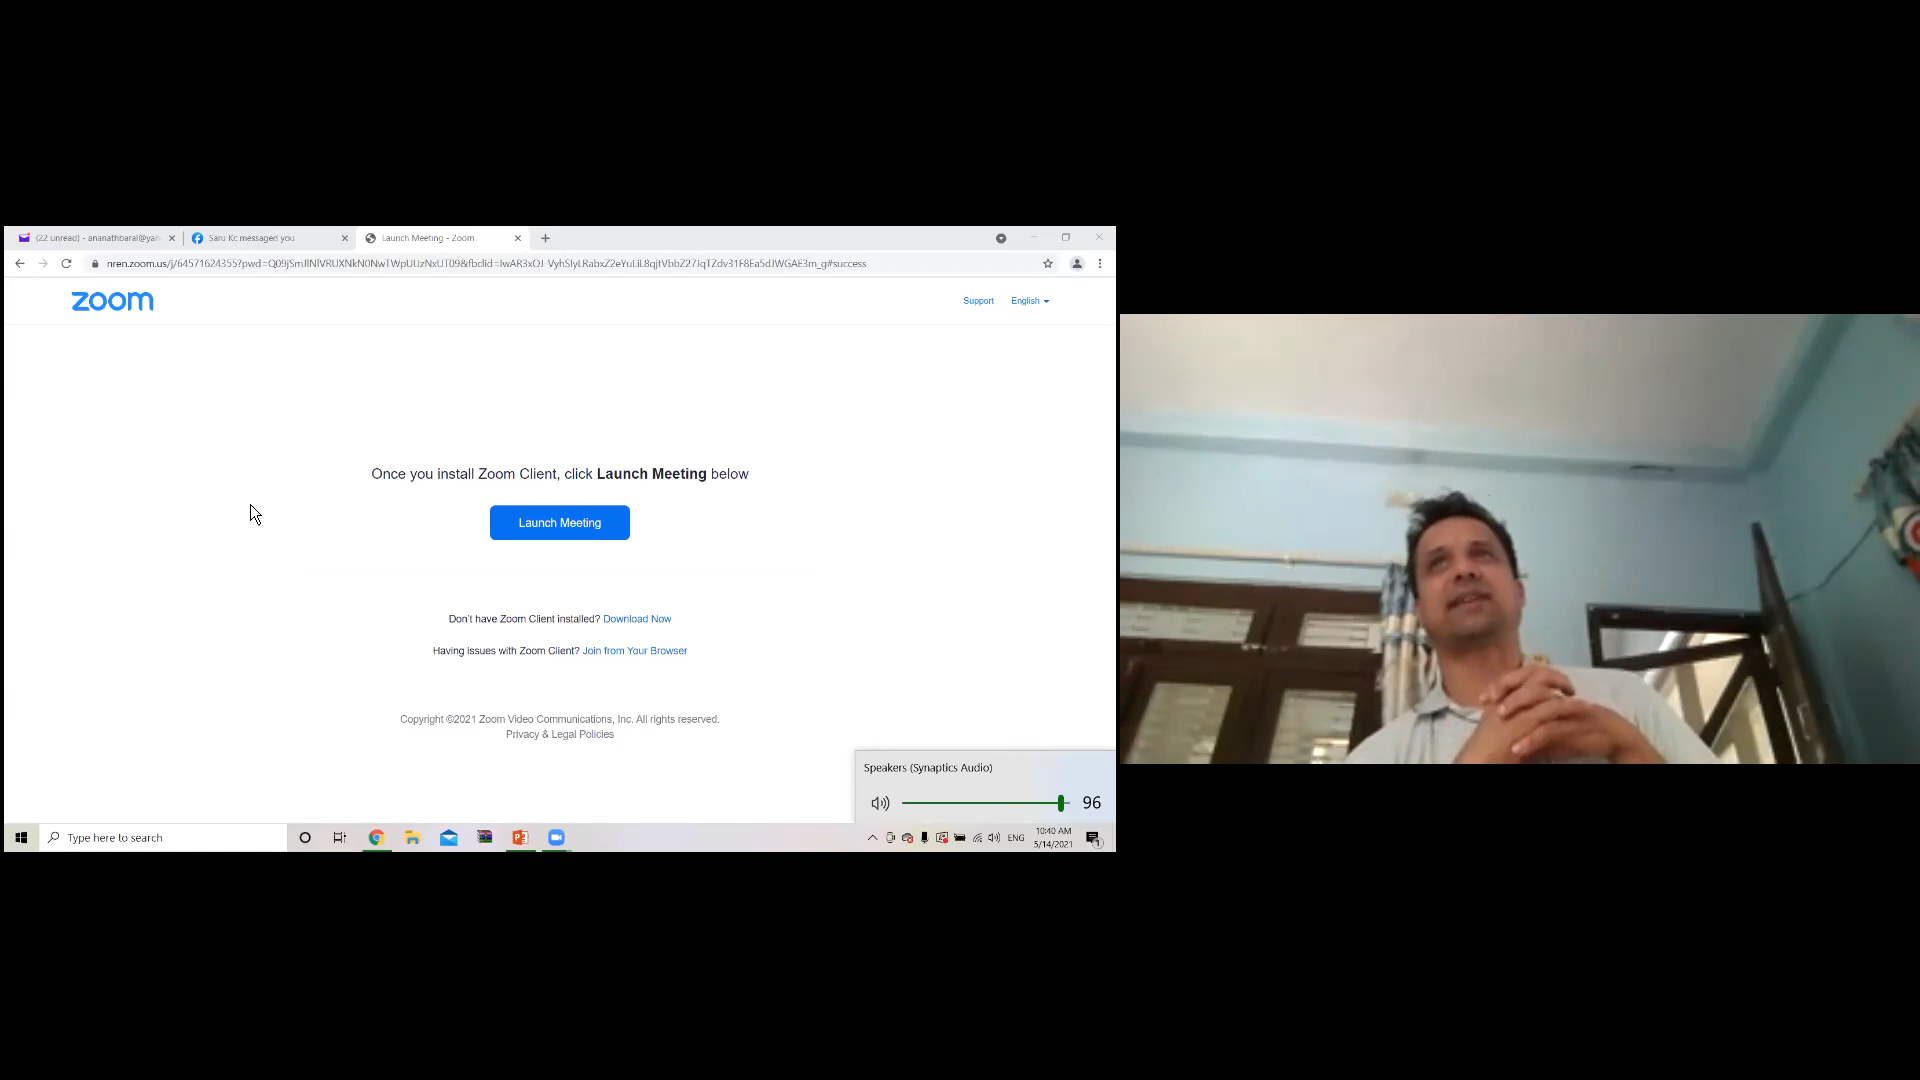 (22 unread) - ananathbaral@yah
Saru Kc messaged you
Launch Meeting - Zoom
zoom
Support
English
Once you install Zoom Client, click Launch Meeting below
Launch Meeting
Don't have Zoom Client installed? Download Now
Having issues with Zoom Client? Join from Your Browser
Copyright ©2021 Zoom Video Communications, Inc. All rights reserved.
Privacy & Legal Policies
Speakers (Synaptics Audio)
96
Type here to search
ENG
10:40 AM
5/14/2021